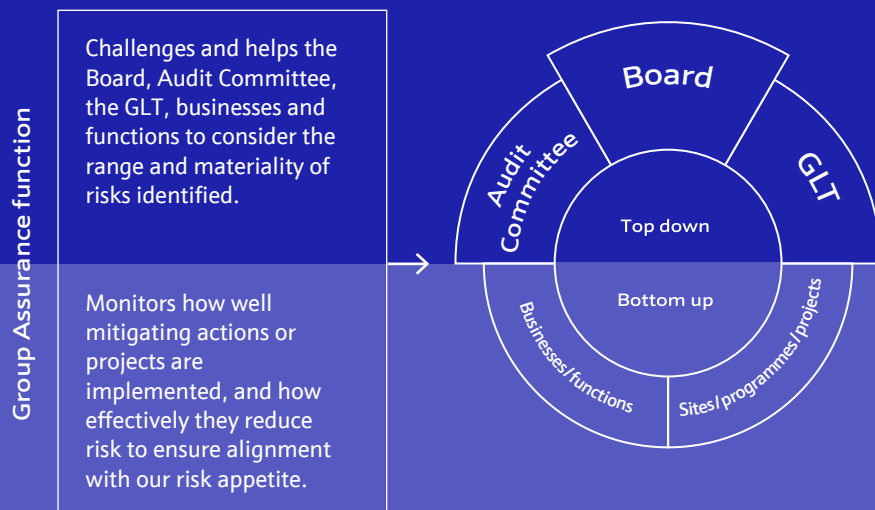 Group Assurance function
Challenges and helps the
Board, Audit Committee,
the GLT, businesses and
functions to consider the
range and materiality of
risks identified.
Monitors how well
mitigating actions or
projects are
implemented, and how
effectively they reduce
risk to ensure alignment
with our risk appetite.
Board
Audit
Committee
GLT
Top down
Bottom up
Businesses/functions
Sites/programmes/projects